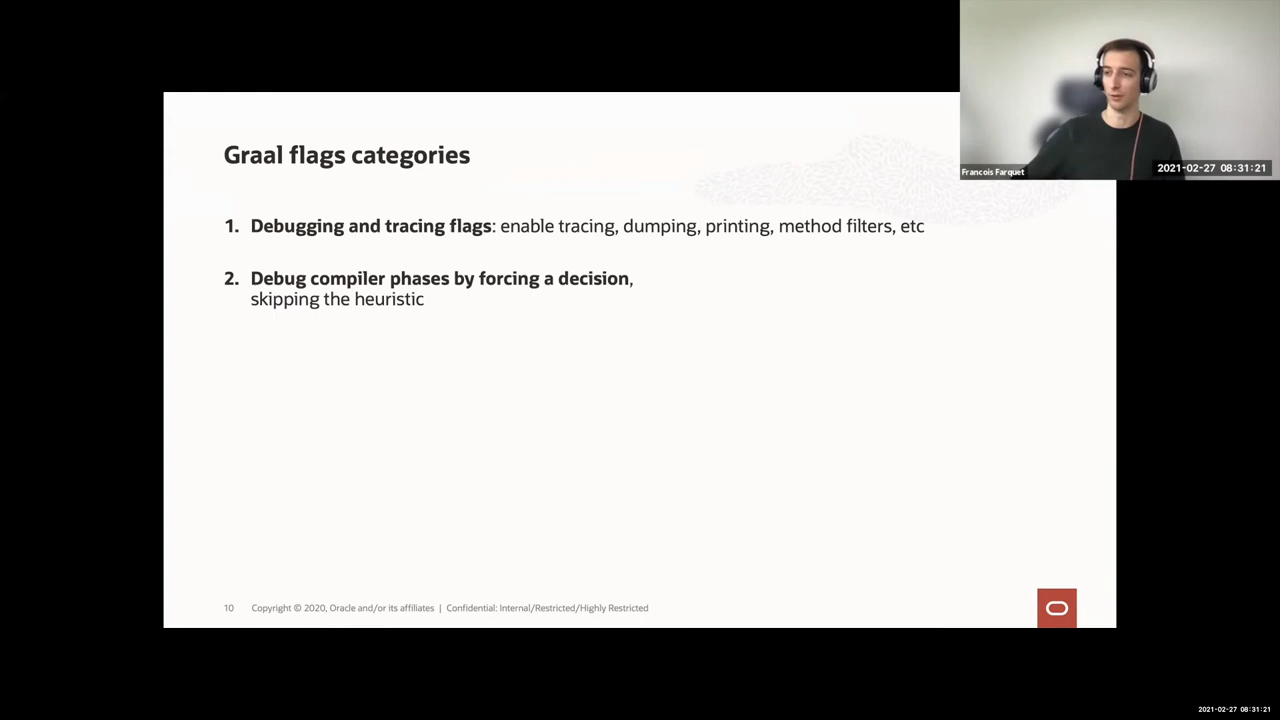 Graal flags categories
1. Debugging and tracing flags: enable tracing, dumping, printing, method filters, etc
2. Debug compiler phases by forcing a decision,
skipping the heuristic
10 Copyright © 2020, Oracle and/or its affiliates | Confidential: Internal/Restricted/Highly Restricted
Francois Farquet
2021-02-27 08:31:21
2021-02-27 08:31:21